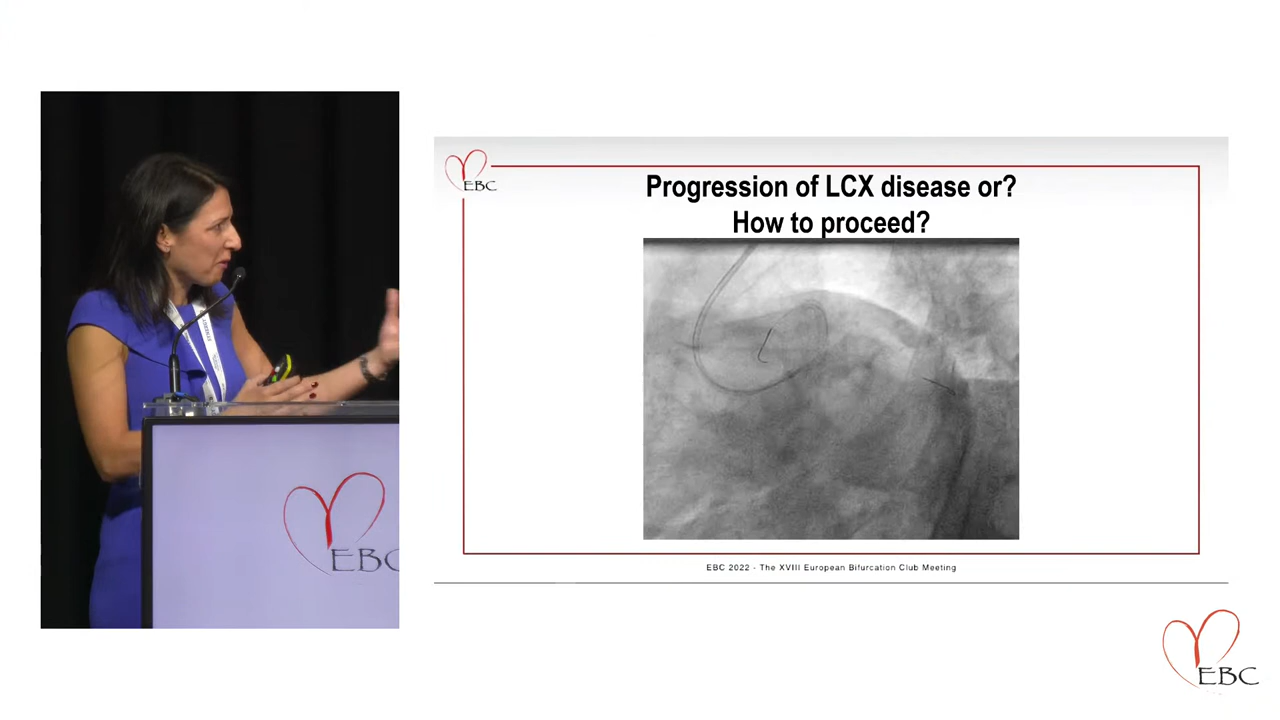 EBC
Progression of LCX disease or?
How to proceed?
EBC
EBC 2022 - The XVIII European Bifurcation Club Meeting
EBC